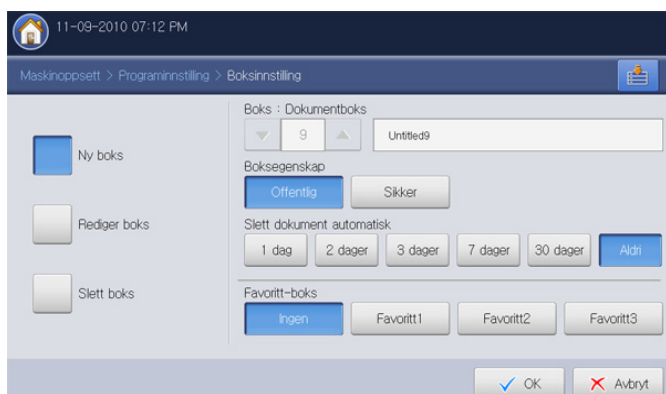 11-09-2010 07:12 PM
Maskinoppsett > Programinnstilling > Boksinnstilling
Ny boks
Rediger boks
Slett boks
Boks : Dokumentboks
9 Untitled9
Boksegenskap
Offentlig Sikker
Slett dokument automatisk
1 dag 2 dager 3 dager 7 dager 30 dager Aldri
Favoritt-boks
Ingen Favoritt1 Favoritt2 Favoritt3
OK Avbryt